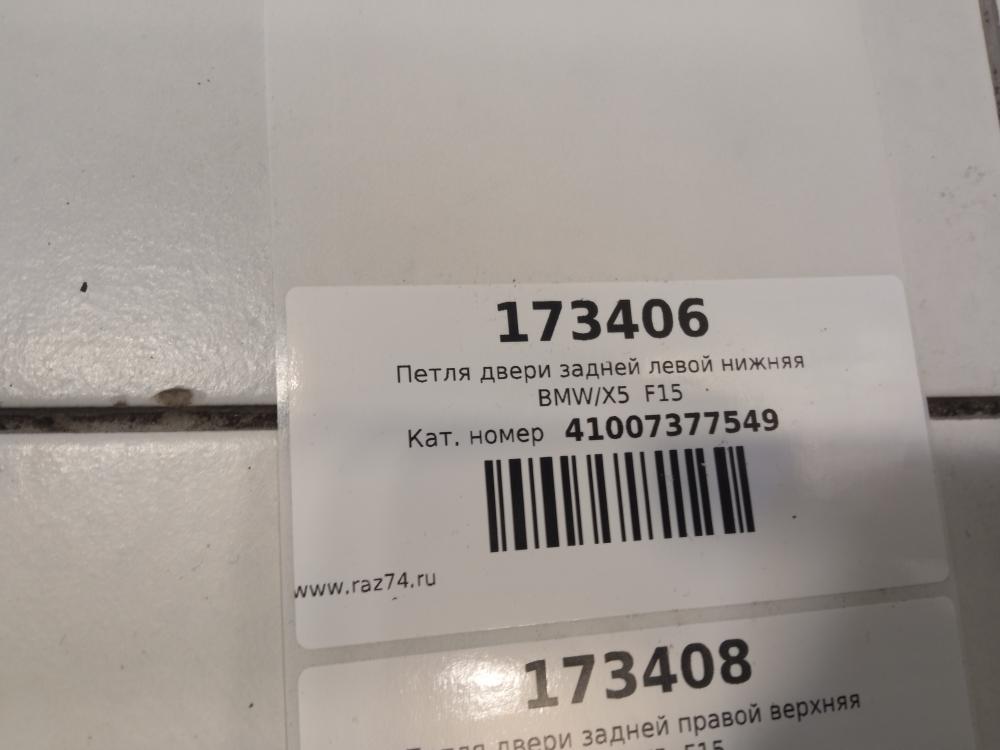 173406
Петля двери задней левой нижняя
BMW/X5 F15
Кат. номер 41007377549
www.raz74.ru
173408
Петля двери задней правой верхняя
F15